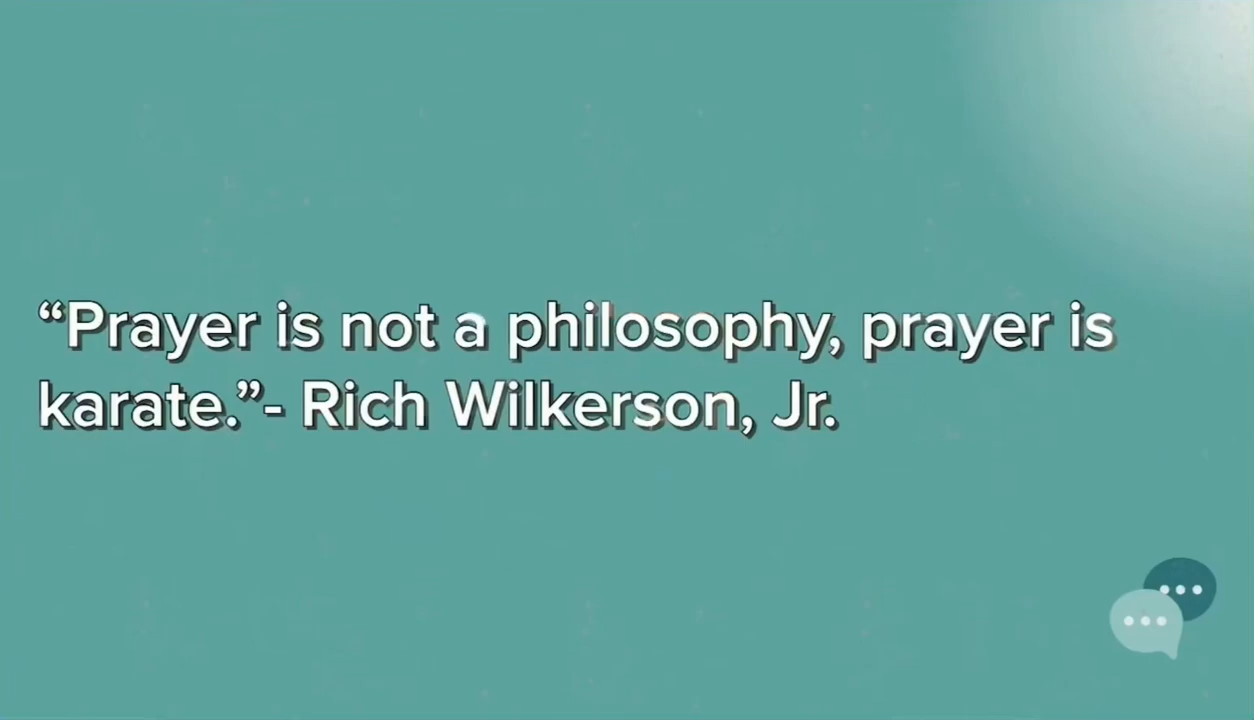 “Prayer is not a philosophy, prayer is
karate.”- Rich Wilkerson, Jr.